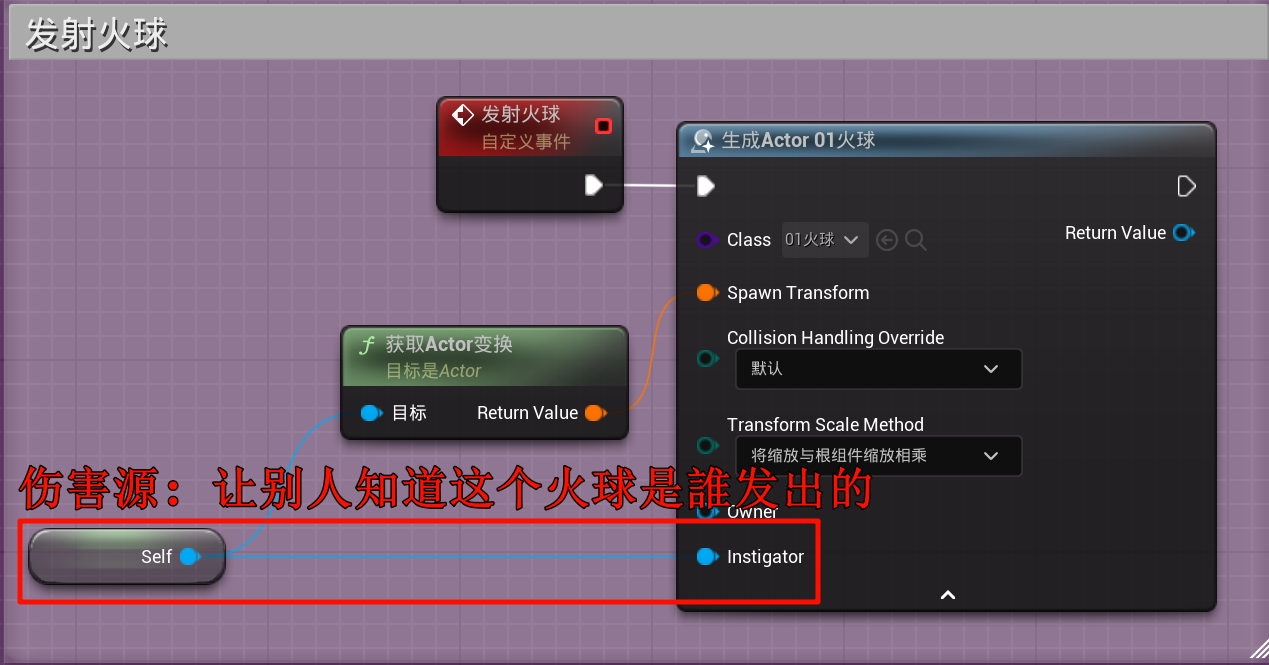 发射火球
发射火球
自定义事件
生成Actor 01火球
Class 01火球
Return Value
Spawn Transform
Collision Handling Override
默认
获取Actor变换
目标是Actor
目标 Return Value
Transform Scale Method
将缩放与根组件缩放相乘
伤害源：让别人知道这个火球是誰发出的
Owner
Self
Instigator